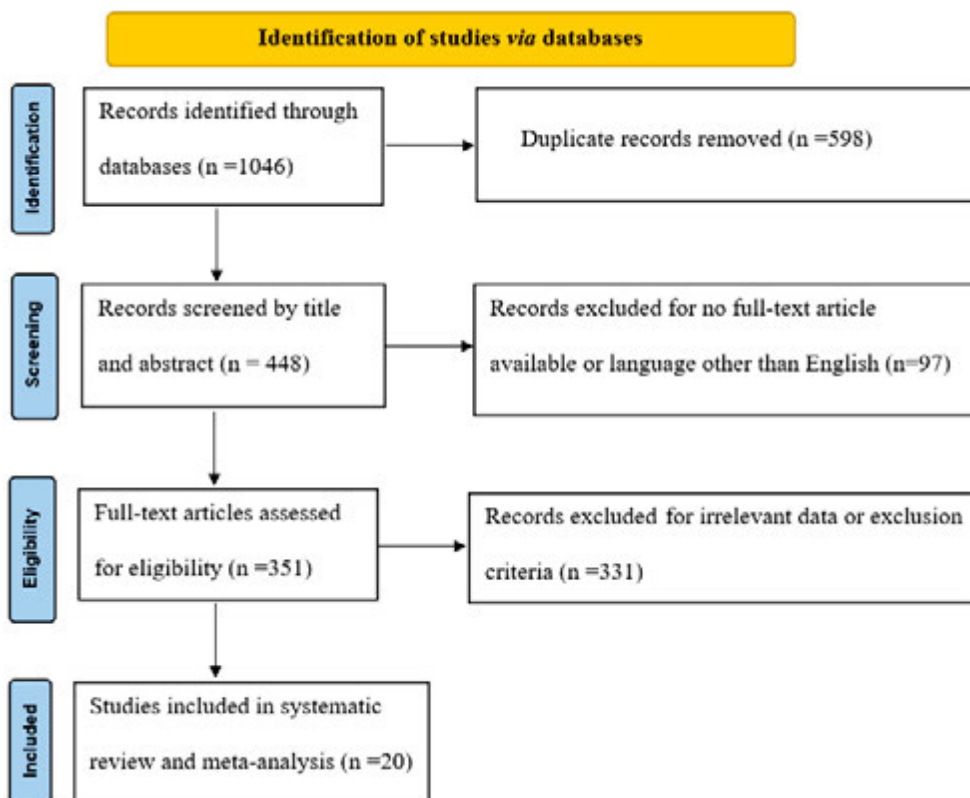 Identification of studies via databases
Identification
Records identified through
databases (n =1046)
Duplicate records removed (n =598)
Screening
Records screened by title
and abstract (n = 448)
Records excluded for no full-text article
available or language other than English (n=97)
Eligibility
Full-text articles assessed
for eligibility (n =351)
Records excluded for irrelevant data or exclusion
criteria (n =331)
Included
Studies included in systematic
review and meta-analysis (n =20)